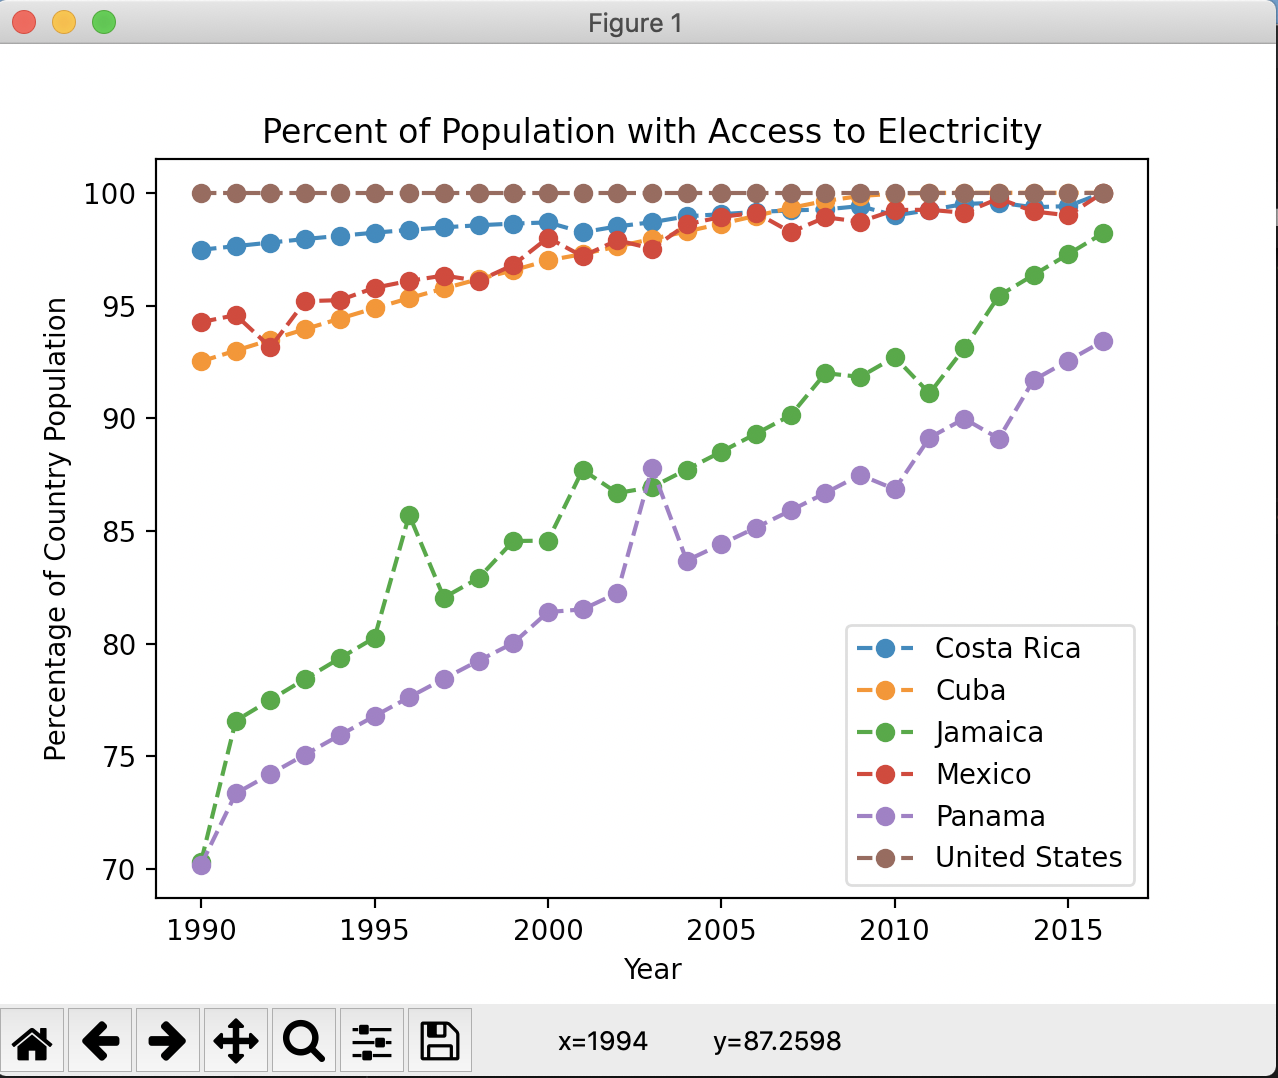 Figure 1
Percent of Population with Access to Electricity
100
95
90
85
80
75
70
Percentage of Country Population
Costa Rica
Cuba
Jamaica
Mexico
Panama
United States
1990 1995 2000 2005 2010 2015
Year
x=1994 y=87.2598